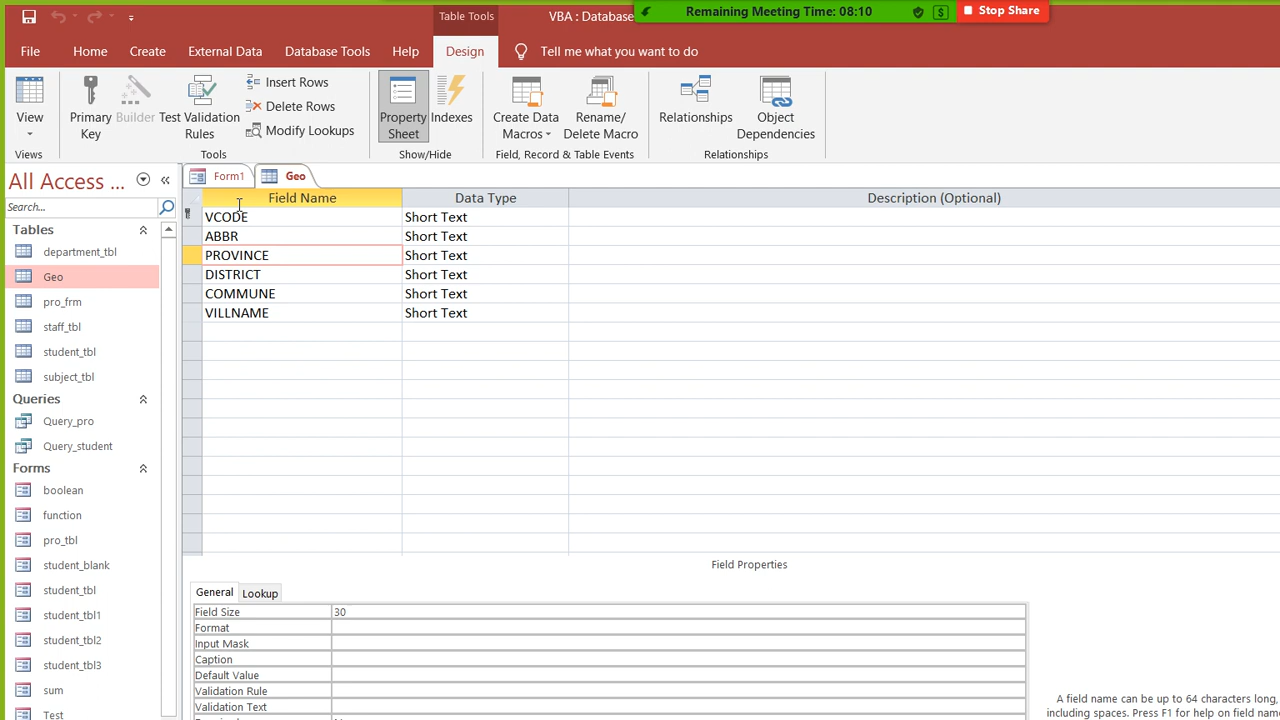 Remaining Meeting Time: 08:10
$
Stop Share
Table Tools
VBA : Database
File
Home
Create
External Data
Database Tools
Help
Design
Tell me what you want to do
View
Primary
Key
Builder
Test Validation
Rules
Insert Rows
Delete Rows
Modify Lookups
Property
Sheet
Indexes
Create Data
Macros
Rename/
Delete Macro
Relationships
Object
Dependencies
Views
Tools
Show/Hide
Field, Record & Table Events
Relationships
All Access ...
Search...
Tables
department_tbl
Geo
pro_frm
staff_tbl
student_tbl
subject_tbl
Queries
Query_pro
Query_student
Forms
boolean
function
pro_tbl
student_blank
student_tbl
student_tbl1
student_tbl2
student_tbl3
sum
Test
Form1
Geo
Field Name Data Type Description (Optional)
VCODE Short Text
ABBR Short Text
PROVINCE Short Text
DISTRICT Short Text
COMMUNE Short Text
VILLNAME Short Text
Field Properties
General Lookup
Field Size 30
Format
Input Mask
Caption
Default Value
Validation Rule
Validation Text
A field name can be up to 64 characters long,
including spaces. Press F1 for help on field